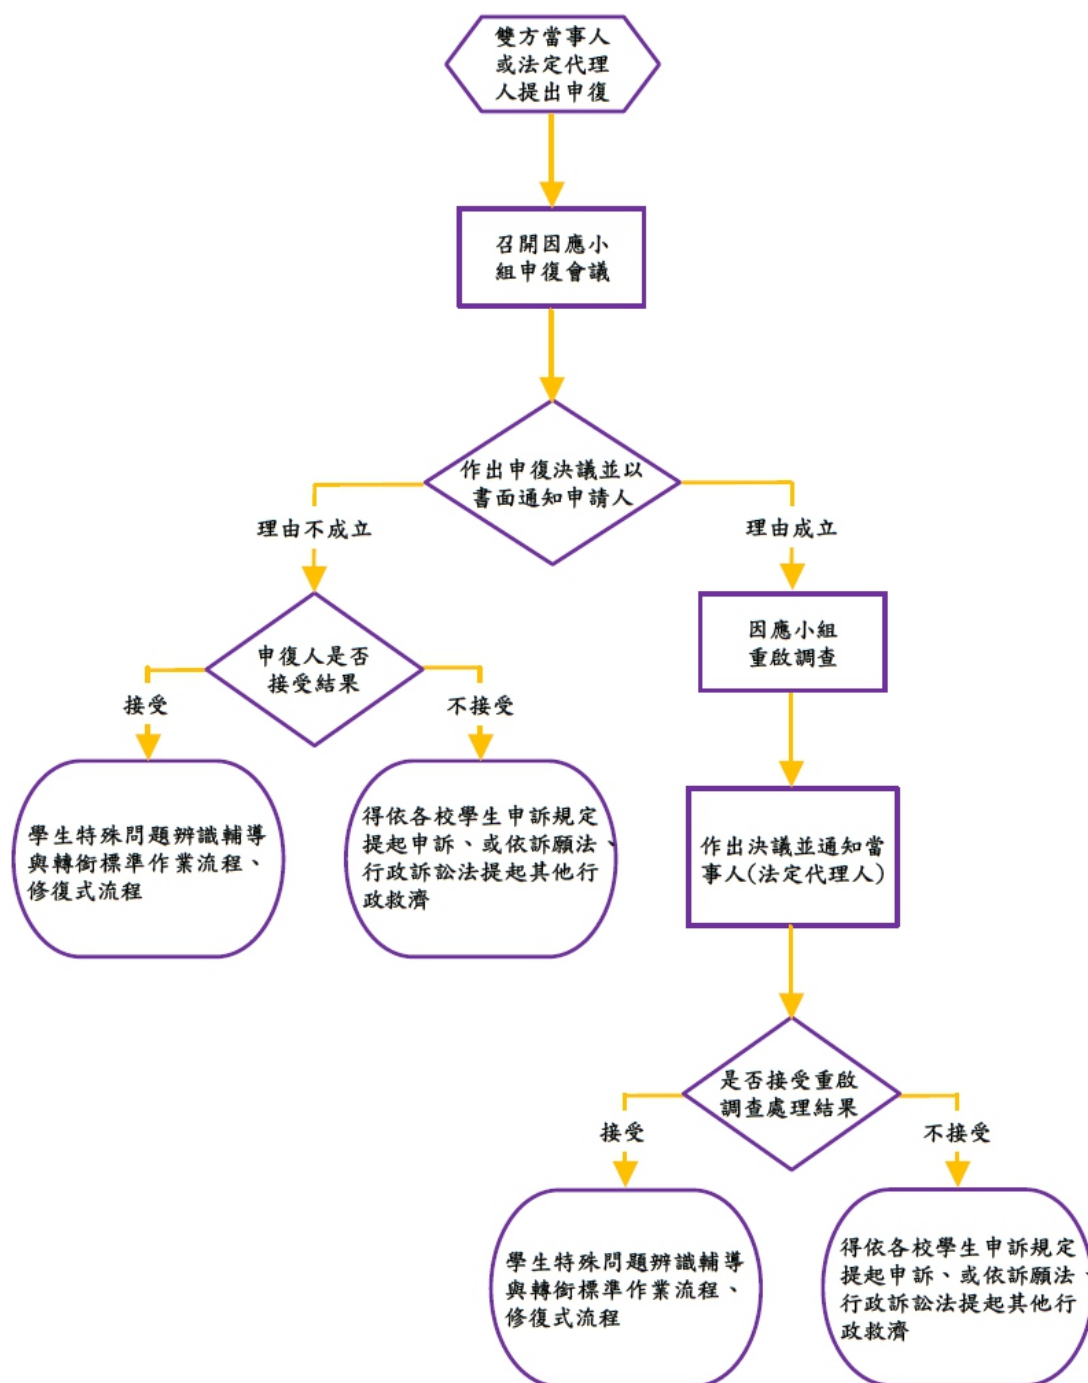 雙方當事人
或法定代理
人提出申復
召開因應小
組申復會議
作出申復決議並以
書面通知申請人
理由不成立
理由成立
申復人是否
接受結果
因應小組
重啟調查
接受
不接受
學生特殊問題辨識輔導
與轉銜標準作業流程、
修復式流程
得依各校學生申訴規定
提起申訴、或依訴願法、
行政訴訟法提起其他行
政救濟
作出決議並通知當
事人(法定代理人)
是否接受重啟
調查處理結果
接受
不接受
學生特殊問題辨識輔導
與轉銜標準作業流程、
修復式流程
得依各校學生申訴規定
提起申訴、或依訴願法、
行政訴訟法提起其他行
政救濟